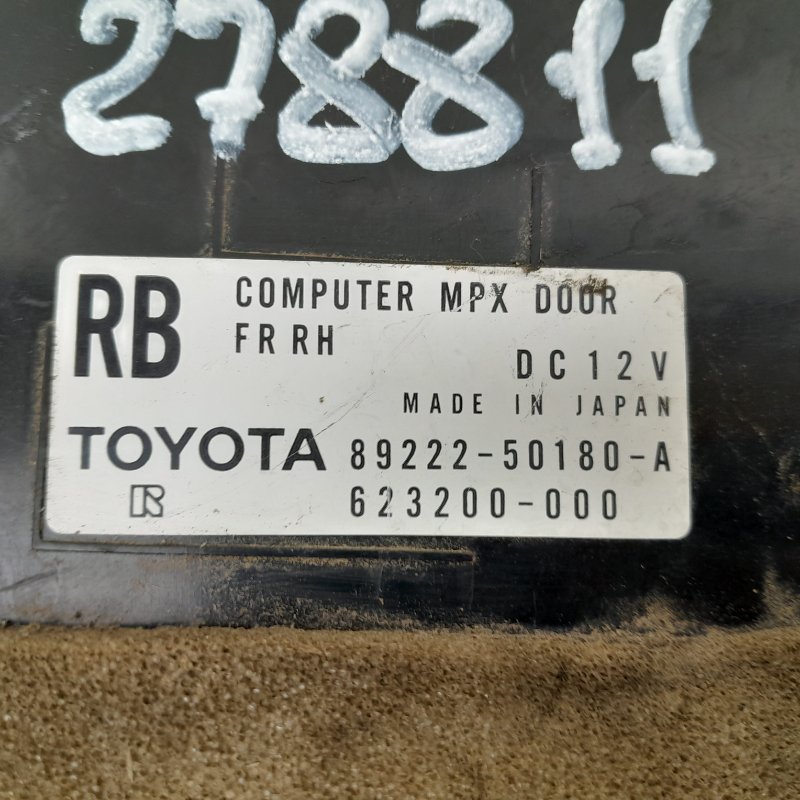 278811
RB COMPUTER MPX DOOR
FR RH
DC12V
MADE IN JAPAN
TOYOTA 89222-50180-A
R 623200-000